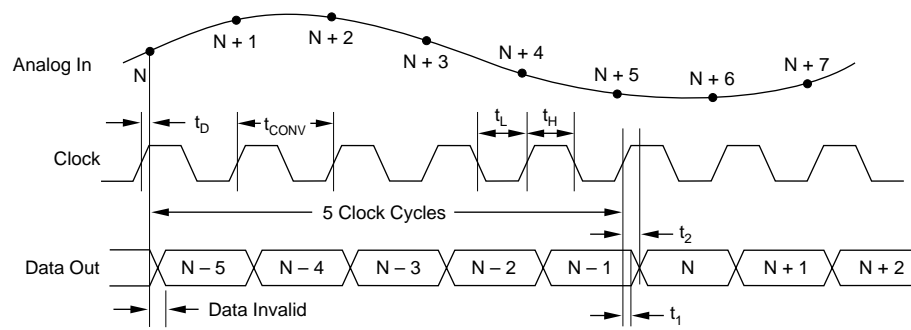 N + 1
N + 2
N + 3
N + 4
N + 5
N + 6
N + 7
Analog In
N
t_D
t_CONV
t_L
t_H
Clock
5 Clock Cycles
t_2
Data Out
N – 5
N – 4
N – 3
N – 2
N – 1
N
N + 1
N + 2
Data Invalid
t_1